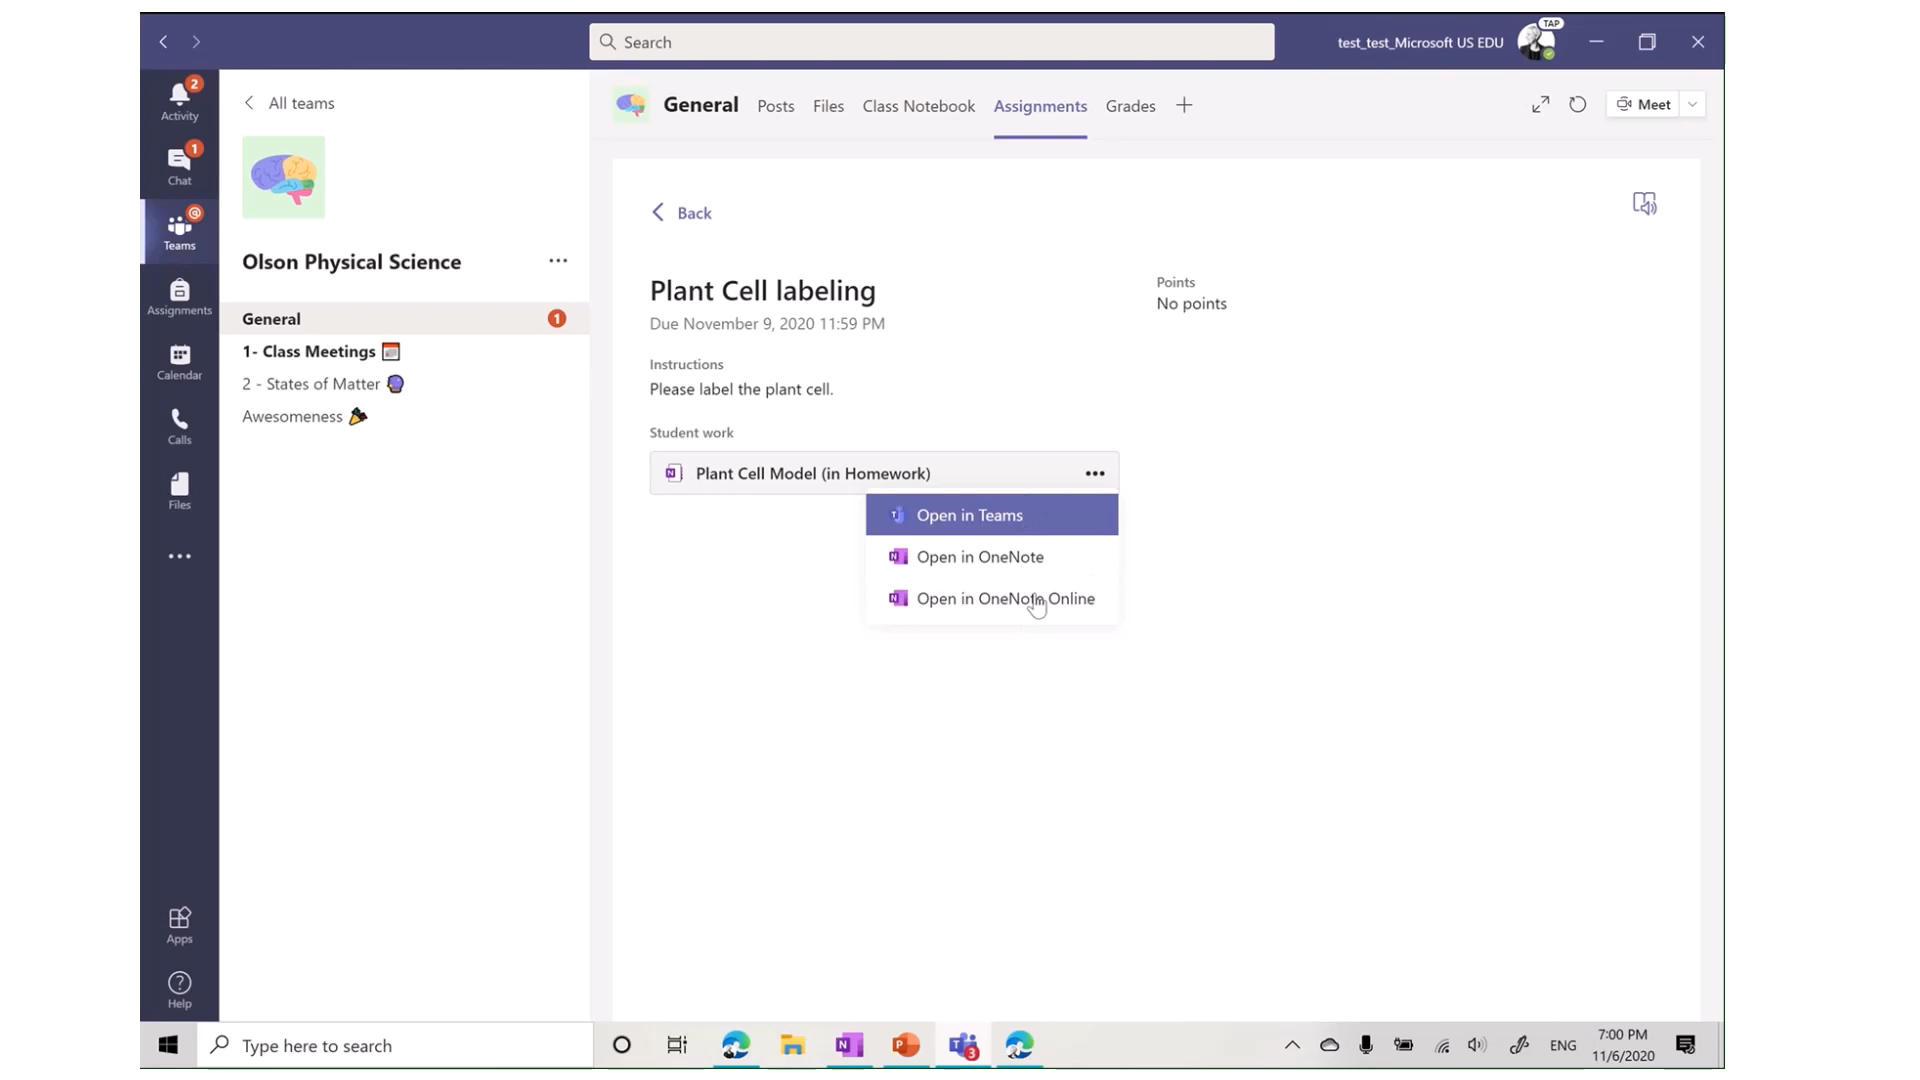 Search
test_test_Microsoft US EDU
TAP
2
Activity
1
Chat
@
Teams
Assignments
Calendar
Calls
Files
Apps
Help
All teams
Olson Physical Science
General
1
1- Class Meetings
2 - States of Matter
Awesomeness
General
Posts
Files
Class Notebook
Assignments
Grades
Meet
Back
Plant Cell labeling
Due November 9, 2020 11:59 PM
Points
No points
Instructions
Please label the plant cell.
Student work
N
Plant Cell Model (in Homework)
T
Open in Teams
N
Open in OneNote
N
Open in OneNote Online
Type here to search
N
P
T
3
ENG
7:00 PM
11/6/2020